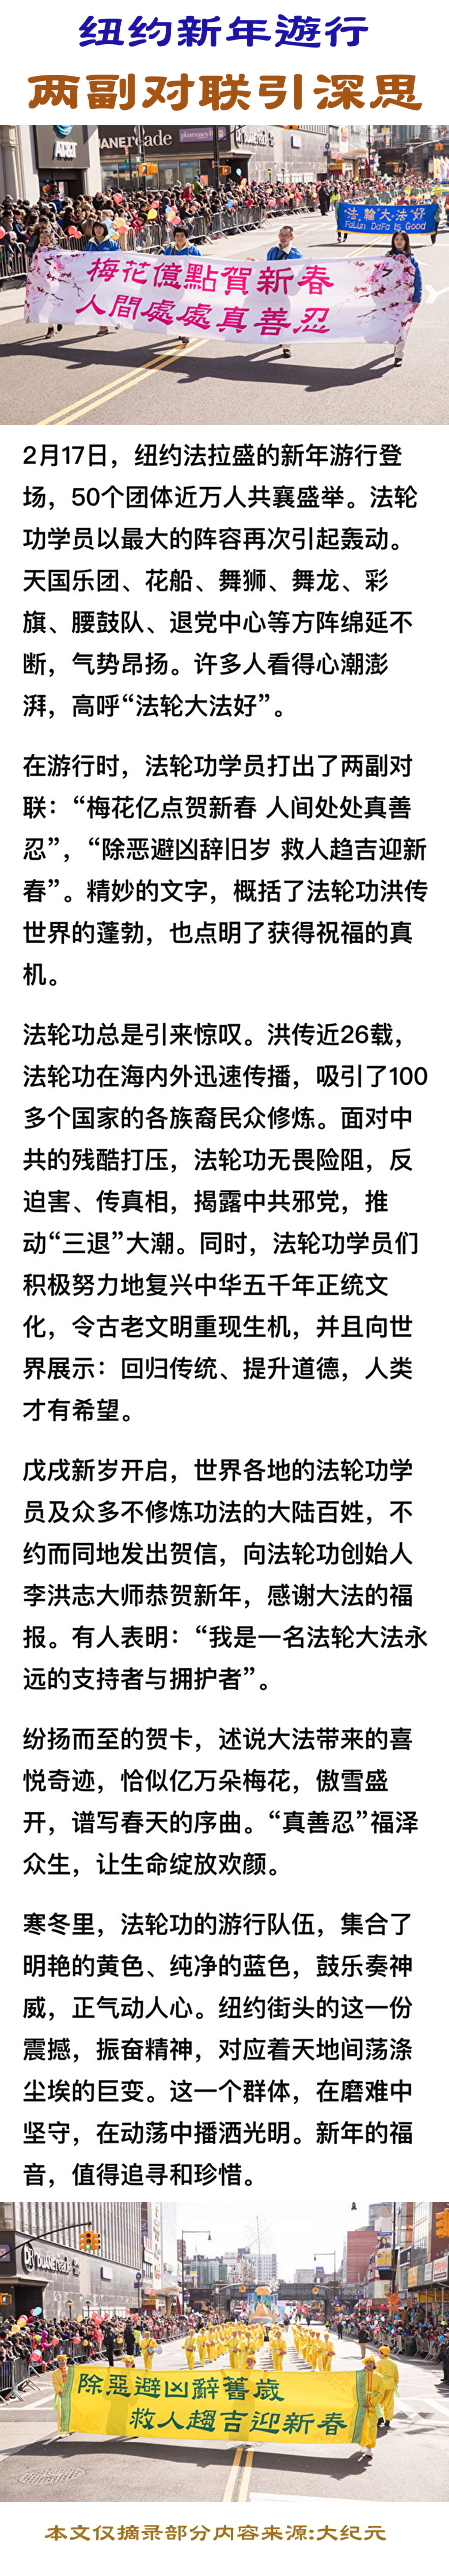 纽约新年遊行
两副对联引深思
DUANEreade
pharmacy
DUANEre
法輪大法好
Falun Dafa is Good
梅花億點賀新春
人間處處真善忍
2月17日，纽约法拉盛的新年游行登
场，50个团体近万人共襄盛举。法轮
功学员以最大的阵容再次引起轰动。
天国乐团、花船、舞狮、舞龙、彩
旗、腰鼓队、退党中心等方阵绵延不
断，气势昂扬。许多人看得心潮澎
湃，高呼“法轮大法好”。
在游行时，法轮功学员打出了两副对
联：“梅花亿点贺新春 人间处处真善
忍”，“除恶避凶辞旧岁 救人趋吉迎新
春”。精妙的文字，概括了法轮功洪传
世界的蓬勃，也点明了获得祝福的真
机。
法轮功总是引来惊叹。洪传近26载，
法轮功在海内外迅速传播，吸引了100
多个国家的各族裔民众修炼。面对中
共的残酷打压，法轮功无畏险阻，反
迫害、传真相，揭露中共邪党，推
动“三退”大潮。同时，法轮功学员们
积极努力地复兴中华五千年正统文
化，令古老文明重现生机，并且向世
界展示：回归传统、提升道德，人类
才有希望。
戊戌新岁开启，世界各地的法轮功学
员及众多不修炼功法的大陆百姓，不
约而同地发出贺信，向法轮功创始人
李洪志大师恭贺新年，感谢大法的福
报。有人表明：“我是一名法轮大法永
远的支持者与拥护者”。
纷扬而至的贺卡，述说大法带来的喜
悦奇迹，恰似亿万朵梅花，傲雪盛
开，谱写春天的序曲。“真善忍”福泽
众生，让生命绽放欢颜。
寒冬里，法轮功的游行队伍，集合了
明艳的黄色、纯净的蓝色，鼓乐奏神
威，正气动人心。纽约街头的这一份
震撼，振奋精神，对应着天地间荡涤
尘埃的巨变。这一个群体，在磨难中
坚守，在动荡中播洒光明。新年的福
音，值得追寻和珍惜。
除惡避凶辭舊歲
救人趨吉迎新春
本文仅摘录部分内容来源:大纪元